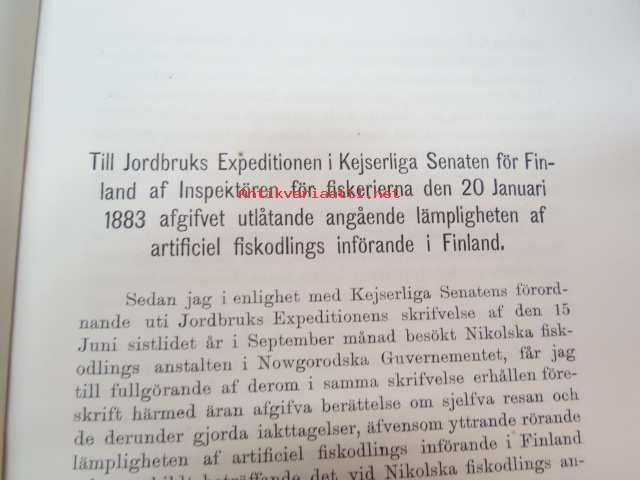 Till Jordbruks Expeditionen i Kejserliga Senaten för Fin-
land af Inspektören för fiskerierna den 20 Januari
antikvariaatti.net
1883 afgifvet utlåtande angående lämpligheten af
artificiel fiskodlings införande i Finland.
Sedan jag i enlighet med Kejserliga Senatens förord-
nande uti Jordbruks Expeditionens skrifvelse af den 15
Juni sistlidet år i September månad besökt Nikolska fisk-
odlings anstalten i Nowgorodska Guvernementet, får jag
till fullgörande af derom i samma skrifvelse erhållen före-
skrift härmed äran afgifva berättelse om sjelfva resan och
de derunder gjorda iakttagelser, äfvensom yttrande rörande
lämpligheten af artificiel fiskodlings införande i Finland
beträffande det vid Nikolska fiskodlings an-